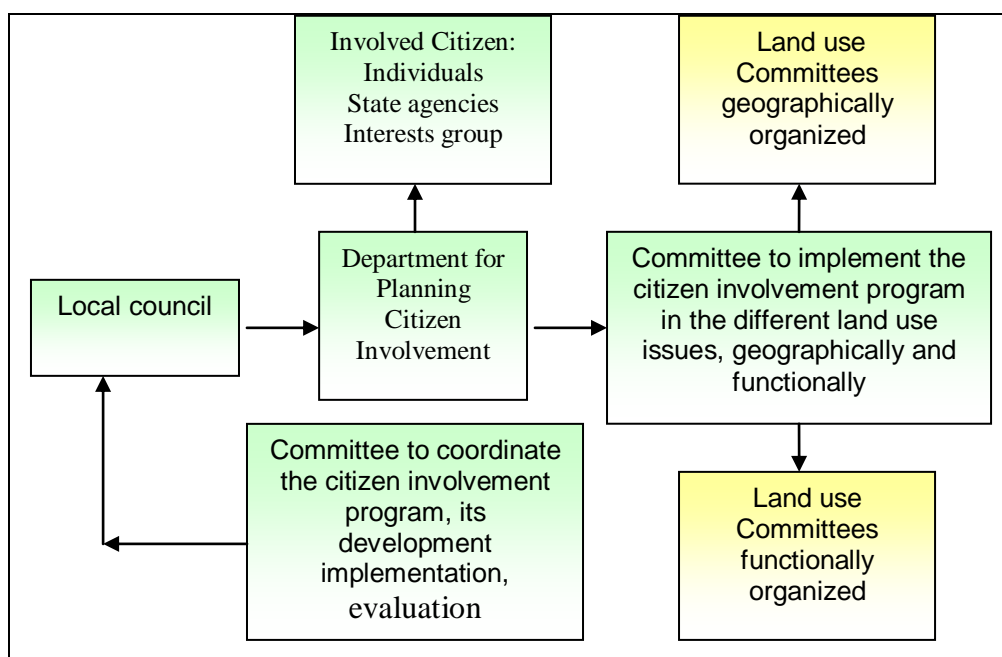 Involved Citizen:
Individuals
State agencies
Interests group
Land use
Committees
geographically
organized
Local council
Department for
Planning
Citizen
Involvement
Committee to implement the
citizen involvement program
in the different land use
issues, geographically and
functionally
Committee to coordinate
the citizen involvement
program, its
development
implementation,
evaluation
Land use
Committees
functionally
organized